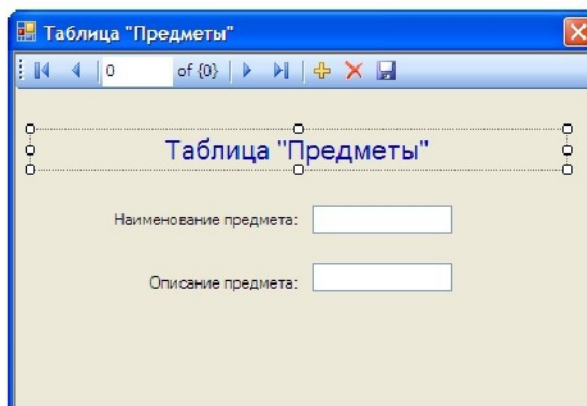 Таблица "Предметы"
0 of {0}
Таблица "Предметы"
Наименование предмета:
Описание предмета: